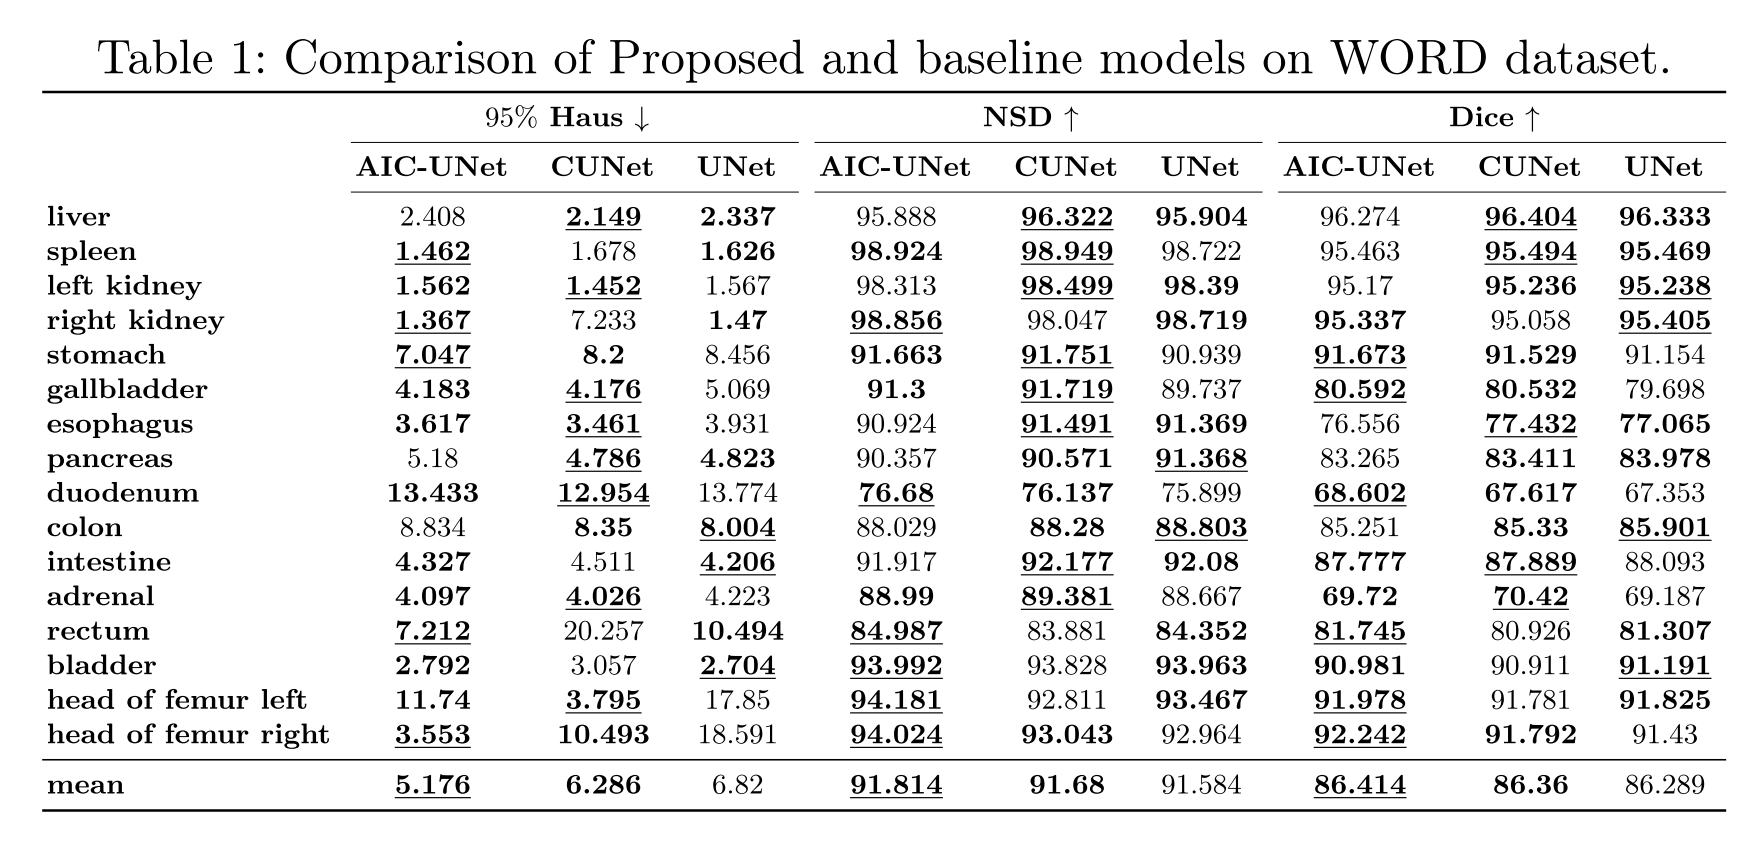 Table 1: Comparison of Proposed and baseline models on WORD dataset.
95% Haus ↓ NSD ↑ Dice ↑
AIC-UNet CUNet UNet AIC-UNet CUNet UNet AIC-UNet CUNet UNet
liver 2.408 2.149 2.337 95.888 96.322 95.904 96.274 96.404 96.333
spleen 1.462 1.678 1.626 98.924 98.949 98.722 95.463 95.494 95.469
left kidney 1.562 1.452 1.567 98.313 98.499 98.39 95.17 95.236 95.238
right kidney 1.367 7.233 1.47 98.856 98.047 98.719 95.337 95.058 95.405
stomach 7.047 8.2 8.456 91.663 91.751 90.939 91.673 91.529 91.154
gallbladder 4.183 4.176 5.069 91.3 91.719 89.737 80.592 80.532 79.698
esophagus 3.617 3.461 3.931 90.924 91.491 91.369 76.556 77.432 77.065
pancreas 5.18 4.786 4.823 90.357 90.571 91.368 83.265 83.411 83.978
duodenum 13.433 12.954 13.774 76.68 76.137 75.899 68.602 67.617 67.353
colon 8.834 8.35 8.004 88.029 88.28 88.803 85.251 85.33 85.901
intestine 4.327 4.511 4.206 91.917 92.177 92.08 87.777 87.889 88.093
adrenal 4.097 4.026 4.223 88.99 89.381 88.667 69.72 70.42 69.187
rectum 7.212 20.257 10.494 84.987 83.881 84.352 81.745 80.926 81.307
bladder 2.792 3.057 2.704 93.992 93.828 93.963 90.981 90.911 91.191
head of femur left 11.74 3.795 17.85 94.181 92.811 93.467 91.978 91.781 91.825
head of femur right 3.553 10.493 18.591 94.024 93.043 92.964 92.242 91.792 91.43
mean 5.176 6.286 6.82 91.814 91.68 91.584 86.414 86.36 86.289